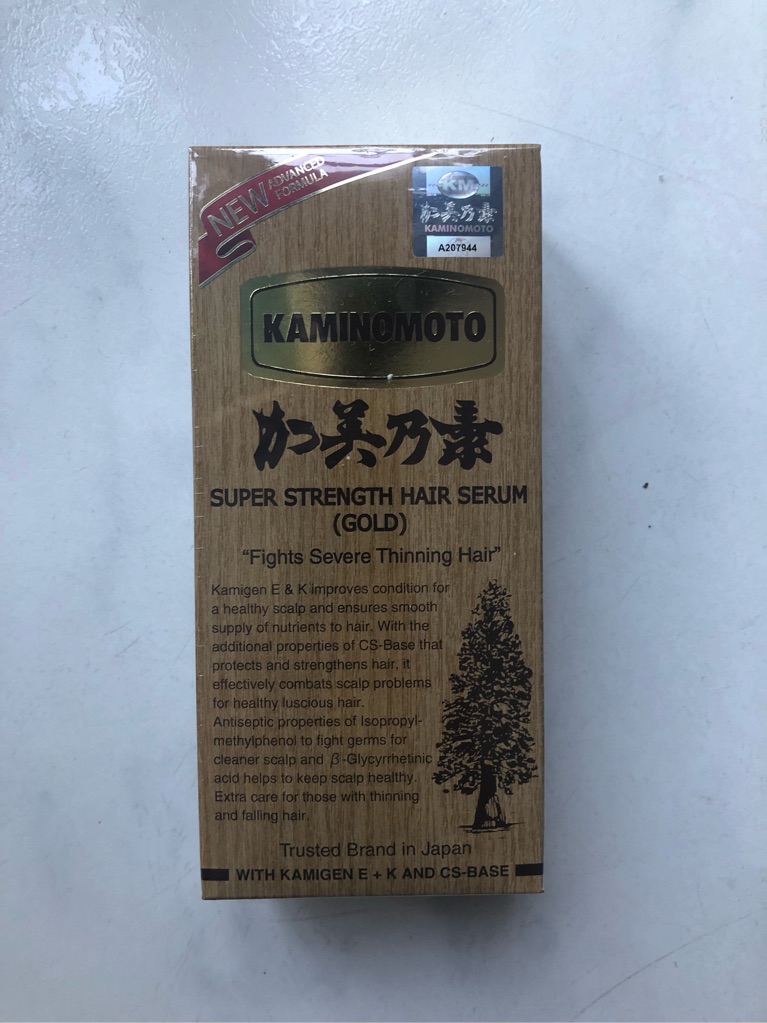 NEW ADVANCED
FORMULA
KM
加美乃素
KAMINOMOTO
A207944
KAMINOMOTO
加美乃素
SUPER STRENGTH HAIR SERUM
(GOLD)
“Fights Severe Thinning Hair”
Kamigen E & K improves condition for
a healthy scalp and ensures smooth
supply of nutrients to hair. With the
additional properties of CS-Base that
protects and strengthens hair, it
effectively combats scalp problems
for healthy luscious hair.
Antiseptic properties of Isopropyl-
methylphenol to fight germs for
cleaner scalp and β-Glycyrrhetinic
acid helps to keep scalp healthy.
Extra care for those with thinning
and falling hair.
Trusted Brand in Japan
WITH KAMIGEN E + K AND CS-BASE